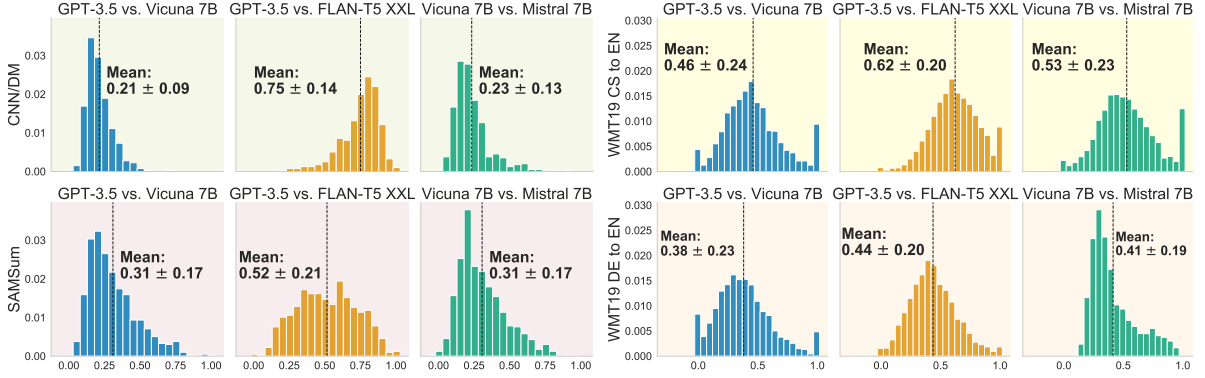 GPT-3.5 vs. Vicuna 7B
GPT-3.5 vs. FLAN-T5 XXL
Vicuna 7B vs. Mistral 7B
CNN/DM
0.03
0.02
0.01
0.00
Mean:
0.21 ± 0.09
Mean:
0.75 ± 0.14
Mean:
0.23 ± 0.13
GPT-3.5 vs. Vicuna 7B
GPT-3.5 vs. FLAN-T5 XXL
Vicuna 7B vs. Mistral 7B
WMT19 CS to EN
0.030
0.025
0.020
0.015
0.010
0.005
0.000
Mean:
0.46 ± 0.24
Mean:
0.62 ± 0.20
Mean:
0.53 ± 0.23
GPT-3.5 vs. Vicuna 7B
GPT-3.5 vs. FLAN-T5 XXL
Vicuna 7B vs. Mistral 7B
SAMSum
0.03
0.02
0.01
0.00
Mean:
0.31 ± 0.17
Mean:
0.52 ± 0.21
Mean:
0.31 ± 0.17
0.00 0.25 0.50 0.75 1.00
0.00 0.25 0.50 0.75 1.00
0.00 0.25 0.50 0.75 1.00
GPT-3.5 vs. Vicuna 7B
GPT-3.5 vs. FLAN-T5 XXL
Vicuna 7B vs. Mistral 7B
WMT19 DE to EN
0.030
0.025
0.020
0.015
0.010
0.005
0.000
Mean:
0.38 ± 0.23
Mean:
0.44 ± 0.20
Mean:
0.41 ± 0.19
0.0 0.5 1.0
0.0 0.5 1.0
0.0 0.5 1.0